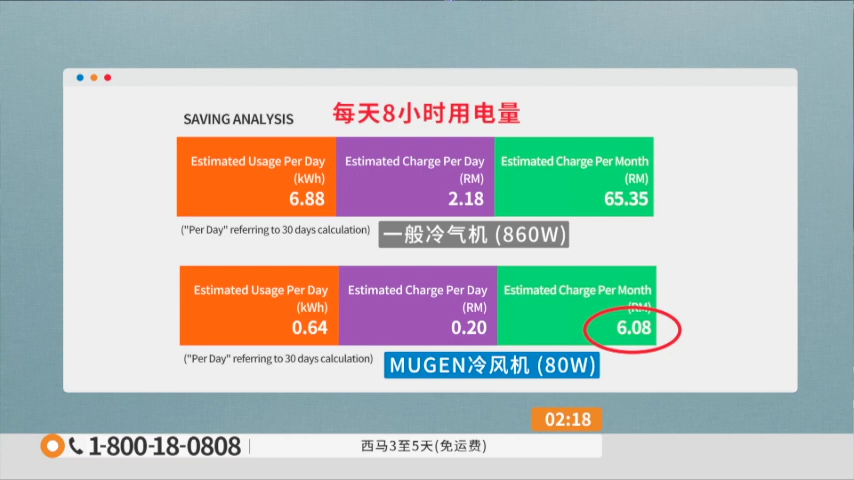 SAVING ANALYSIS
每天8小时用电量
Estimated Usage Per Day
(kWh)
6.88
Estimated Charge Per Day
(RM)
2.18
Estimated Charge Per Month
(RM)
65.35
("Per Day" referring to 30 days calculation)
一般冷气机 (860W)
Estimated Usage Per Day
(kWh)
0.64
Estimated Charge Per Day
(RM)
0.20
Estimated Charge Per Month
(RM)
6.08
("Per Day" referring to 30 days calculation)
MUGEN冷风机 (80W)
02:18
1-800-18-0808
西马3至5天(免运费)